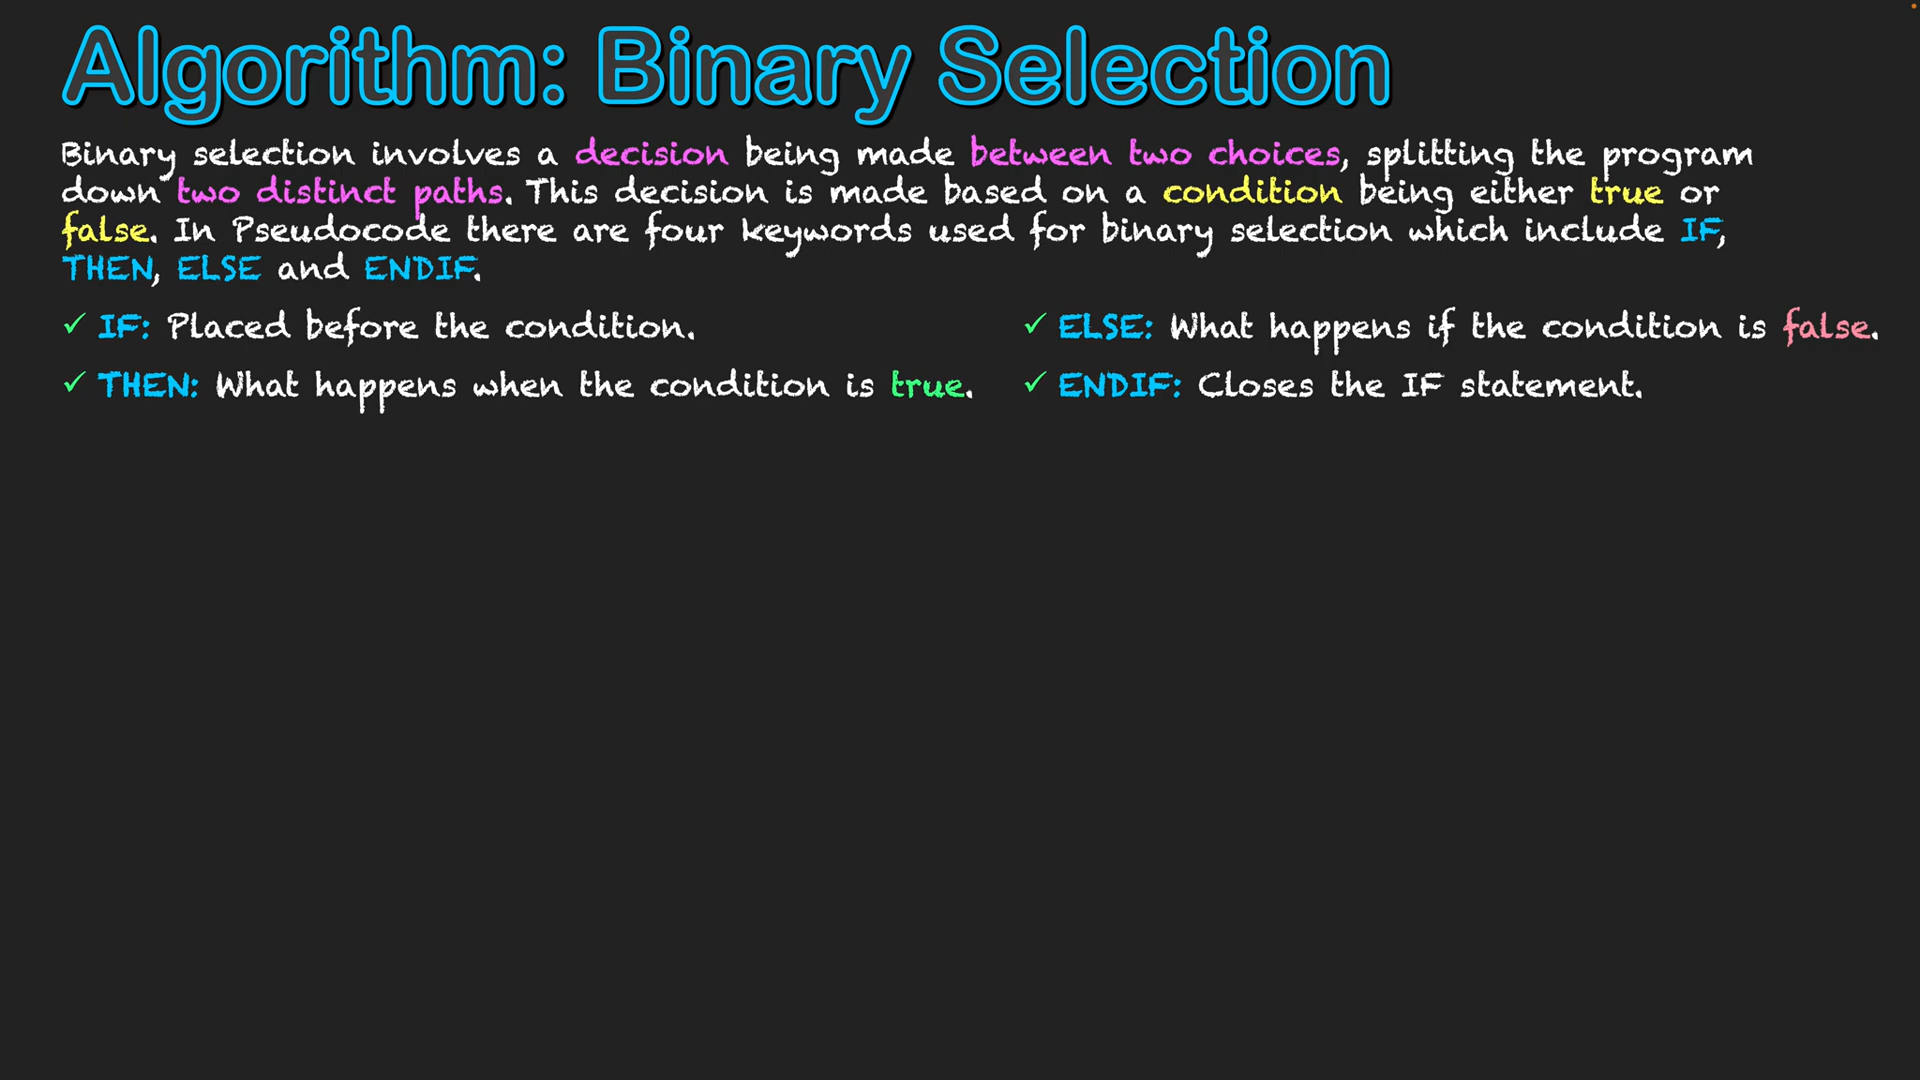 Algorithm: Binary Selection
Binary selection involves a decision being made between two choices, splitting the program
down two distinct paths. This decision is made based on a condition being either true or
false. In Pseudocode there are four keywords used for binary selection which include IF,
THEN, ELSE and ENDIF.
✓ IF: Placed before the condition.
✓ THEN: What happens when the condition is true.
✓ ELSE: What happens if the condition is false.
✓ ENDIF: Closes the IF statement.